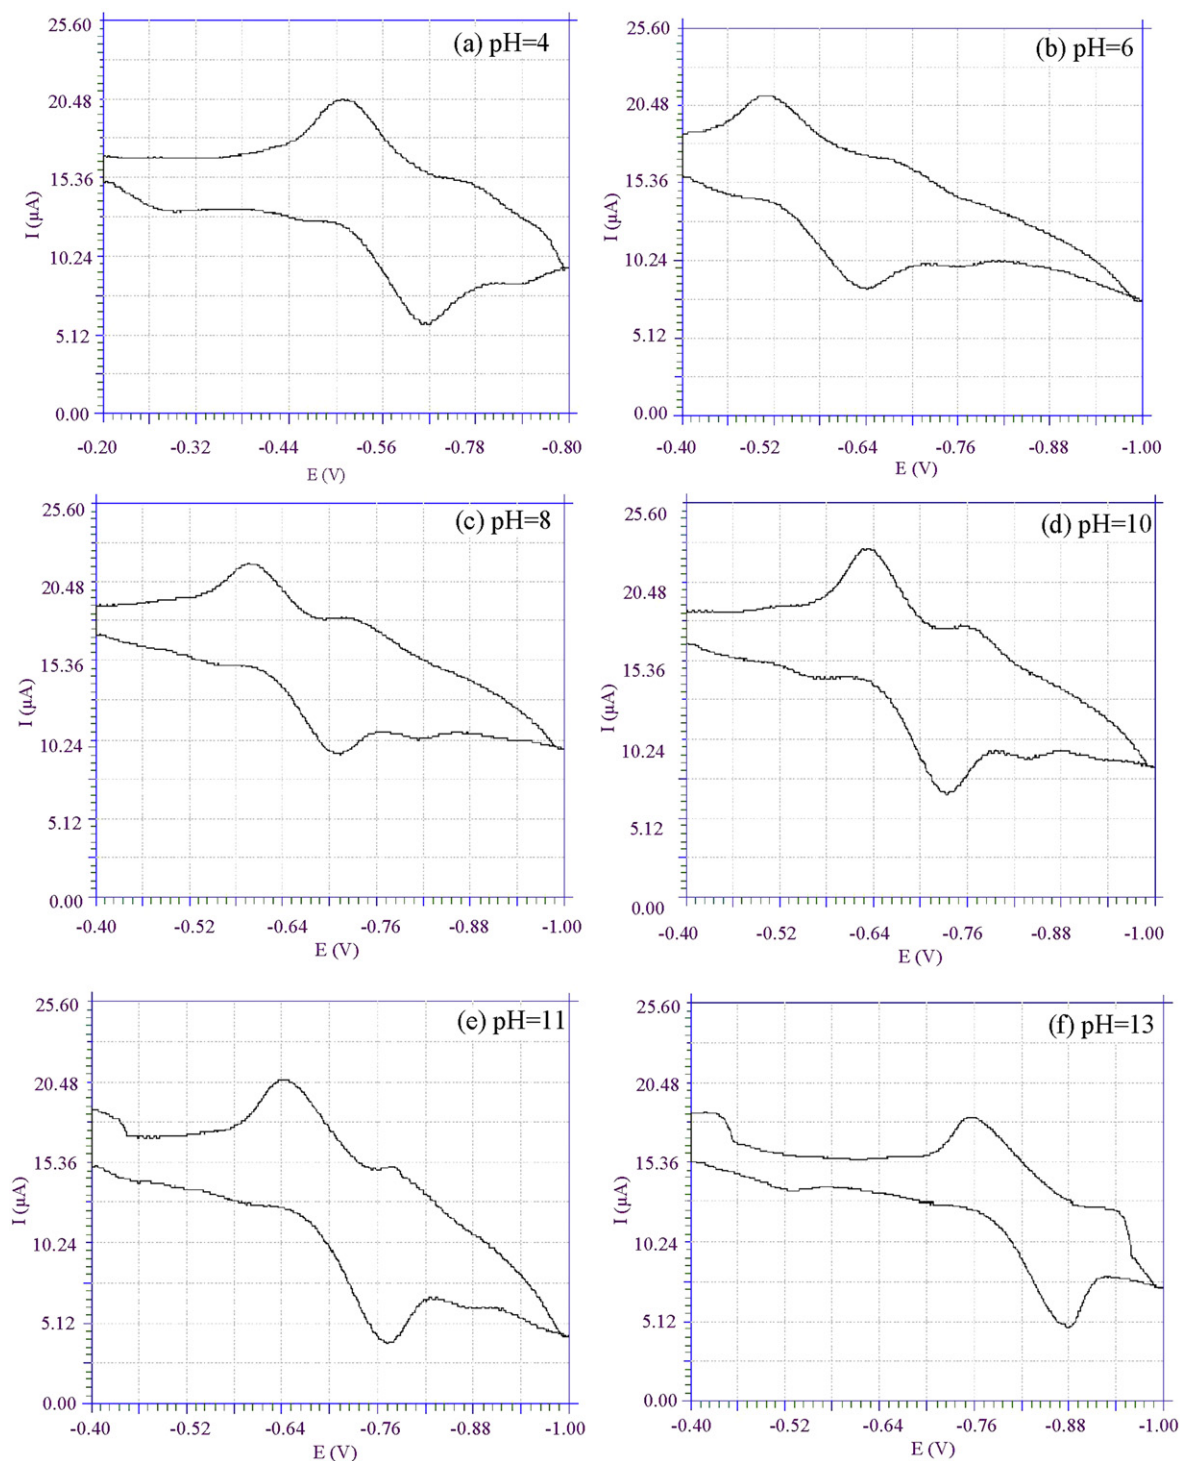 (a) pH=4
25.60
20.48
15.36
10.24
5.12
0.00
I (µA)
-0.20 -0.32 -0.44 -0.56 -0.78 -0.80
E (V)
(b) pH=6
25.60
20.48
15.36
10.24
5.12
0.00
I (µA)
-0.40 -0.52 -0.64 -0.76 -0.88 -1.00
E (V)
(c) pH=8
25.60
20.48
15.36
10.24
5.12
0.00
I (µA)
-0.40 -0.52 -0.64 -0.76 -0.88 -1.00
E (V)
(d) pH=10
25.60
20.48
15.36
10.24
5.12
0.00
I (µA)
-0.40 -0.52 -0.64 -0.76 -0.88 -1.00
E (V)
(e) pH=11
25.60
20.48
15.36
10.24
5.12
0.00
I (µA)
-0.40 -0.52 -0.64 -0.76 -0.88 -1.00
E (V)
(f) pH=13
25.60
20.48
15.36
10.24
5.12
0.00
I (µA)
-0.40 -0.52 -0.64 -0.76 -0.88 -1.00
E (V)